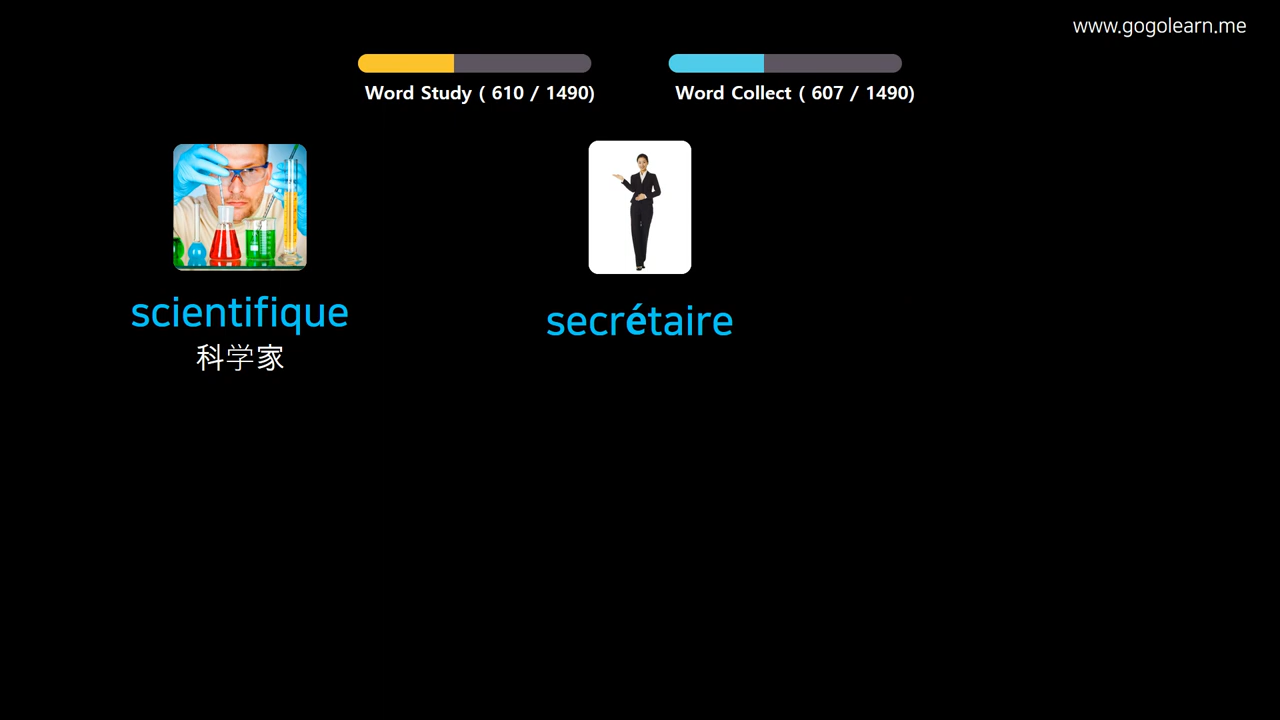 www.gogolearn.me
Word Study ( 610 / 1490)
Word Collect ( 607 / 1490)
scientifique
科学家
secrétaire